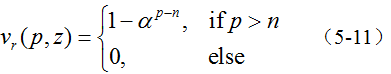 v_r(p,z) = { 1−α^{p−n},  if p > n （5-11）
0,  else